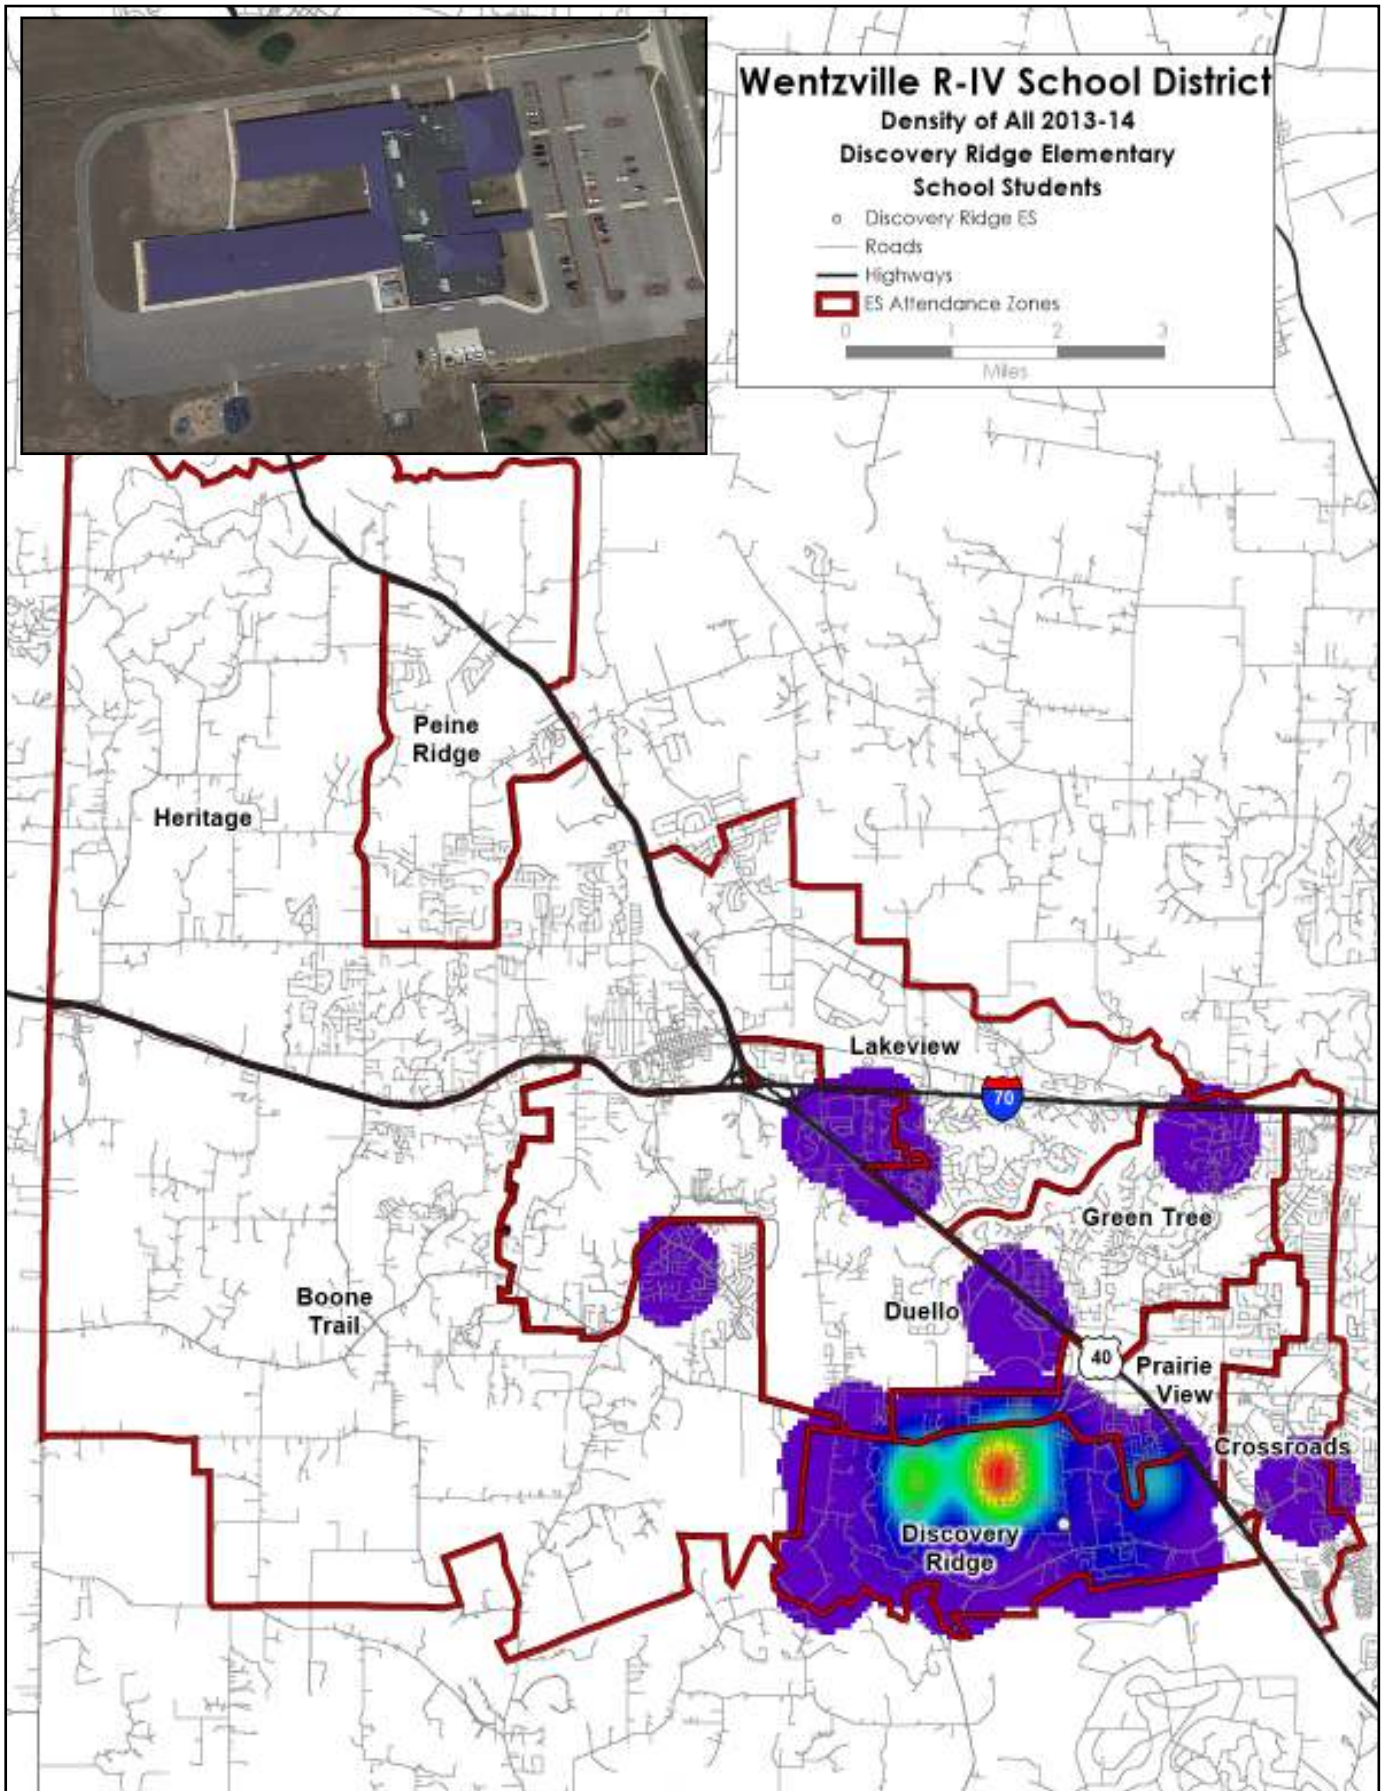 Wentzville R-IV School District
Density of All 2013-14
Discovery Ridge Elementary
School Students
Discovery Ridge ES
Roads
Highways
ES Attendance Zones
0 1 2 3
Miles
Peine
Ridge
Heritage
Lakeview
70
Green Tree
Boone
Trail
Duello
40
Prairie
View
Crossroads
Discovery
Ridge